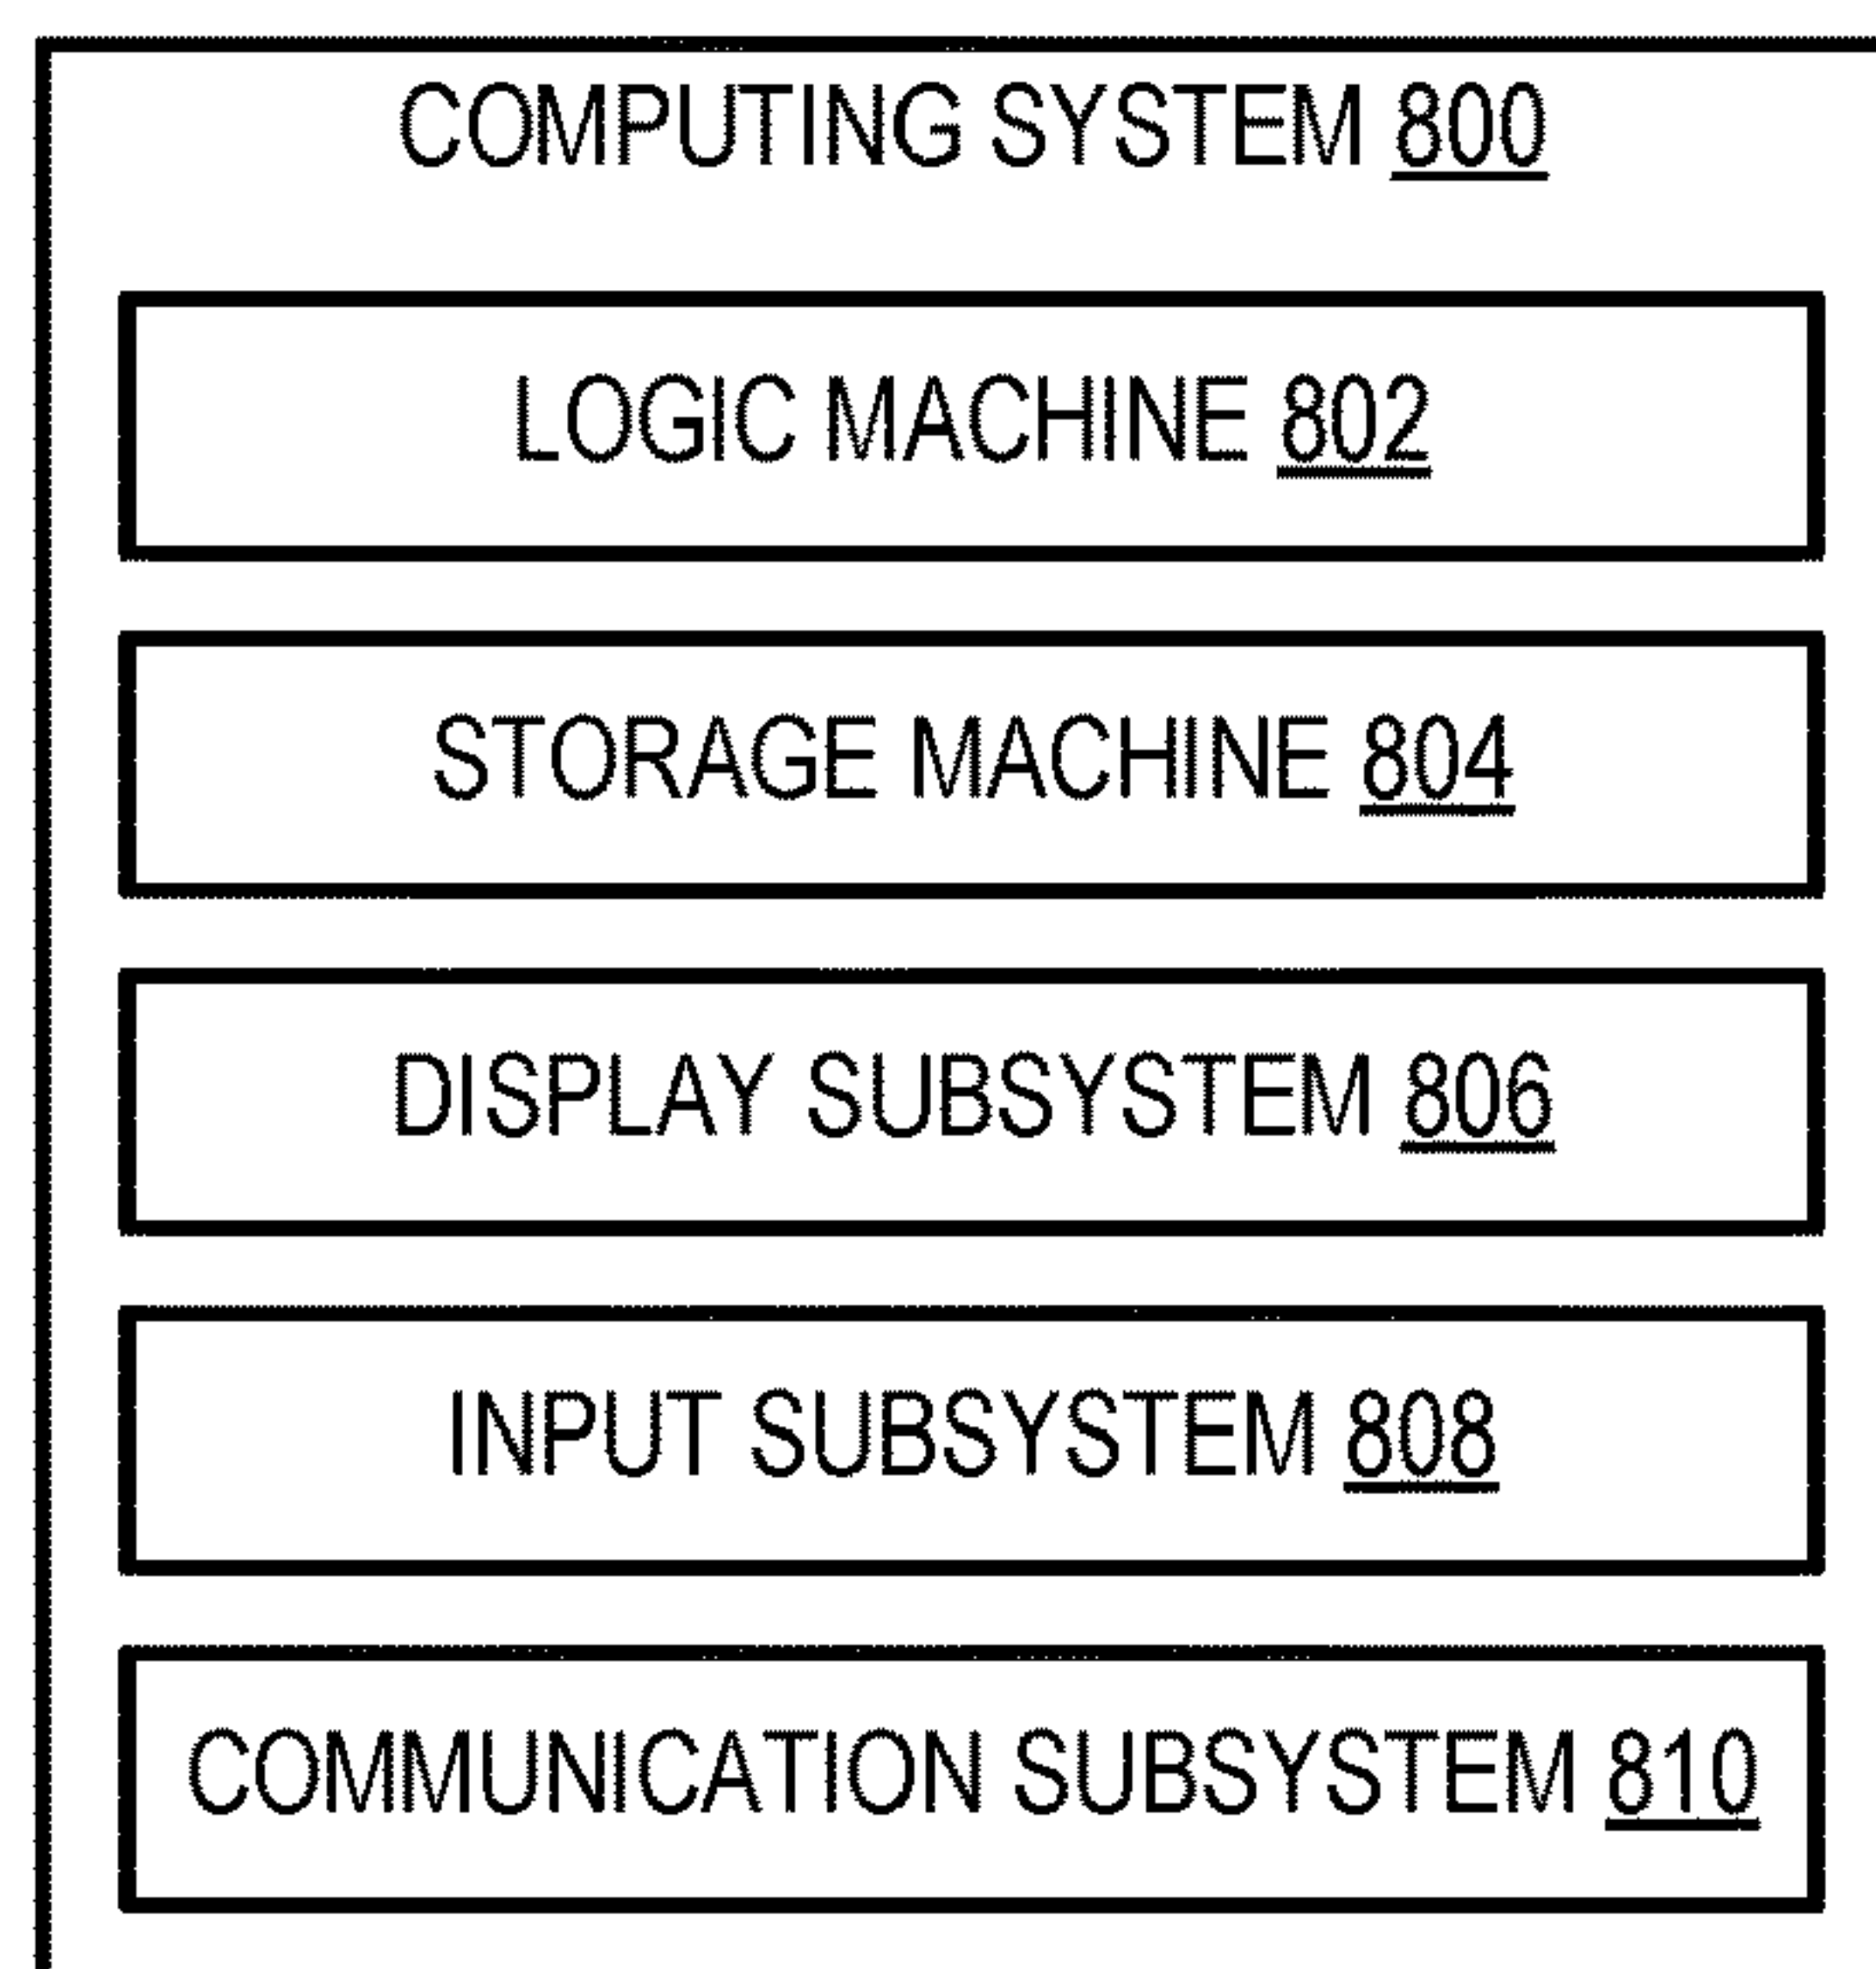 COMPUTING SYSTEM 800
LOGIC MACHINE 802
STORAGE MACHINE 804
DISPLAY SUBSYSTEM 806
INPUT SUBSYSTEM 808
COMMUNICATION SUBSYSTEM 810